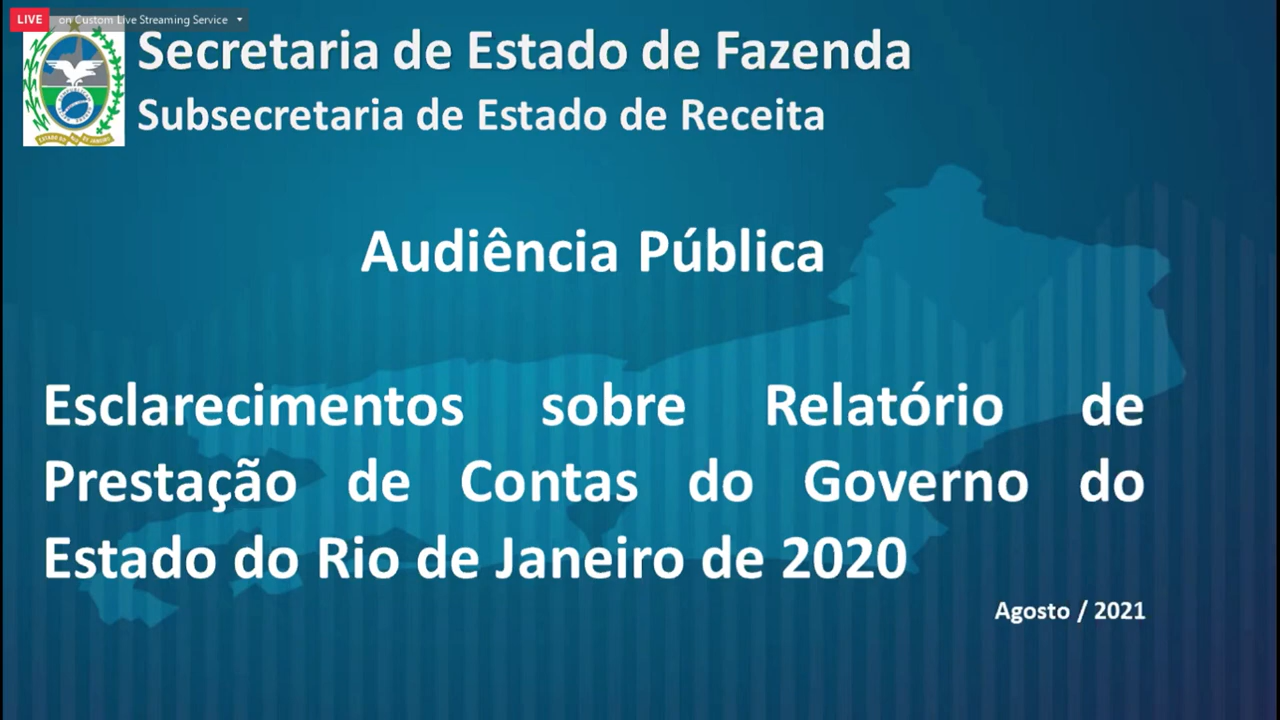 LIVE on Custom Live Streaming Service
Secretaria de Estado de Fazenda
Subsecretaria de Estado de Receita
Audiência Pública
Esclarecimentos sobre Relatório de
Prestação de Contas do Governo do
Estado do Rio de Janeiro de 2020
Agosto / 2021